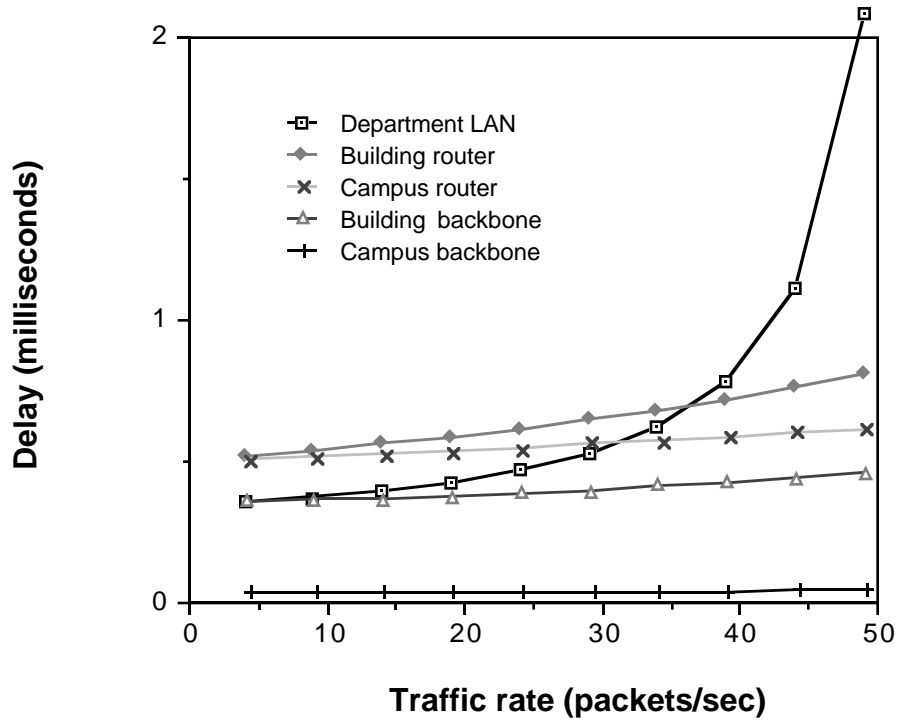 2
Department LAN
Building router
Campus router
Building backbone
Campus backbone
Delay (milliseconds)
1
0
0 10 20 30 40 50
Traffic rate (packets/sec)